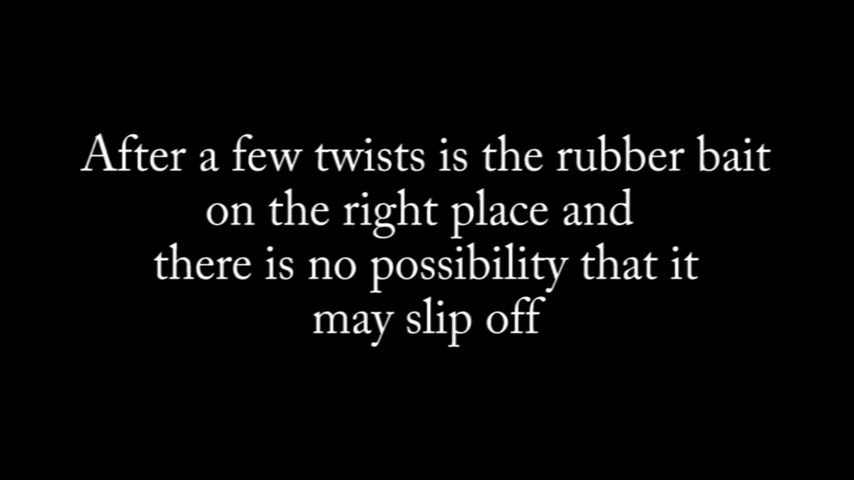 After a few twists is the rubber bait
on the right place and
there is no possibility that it
may slip off